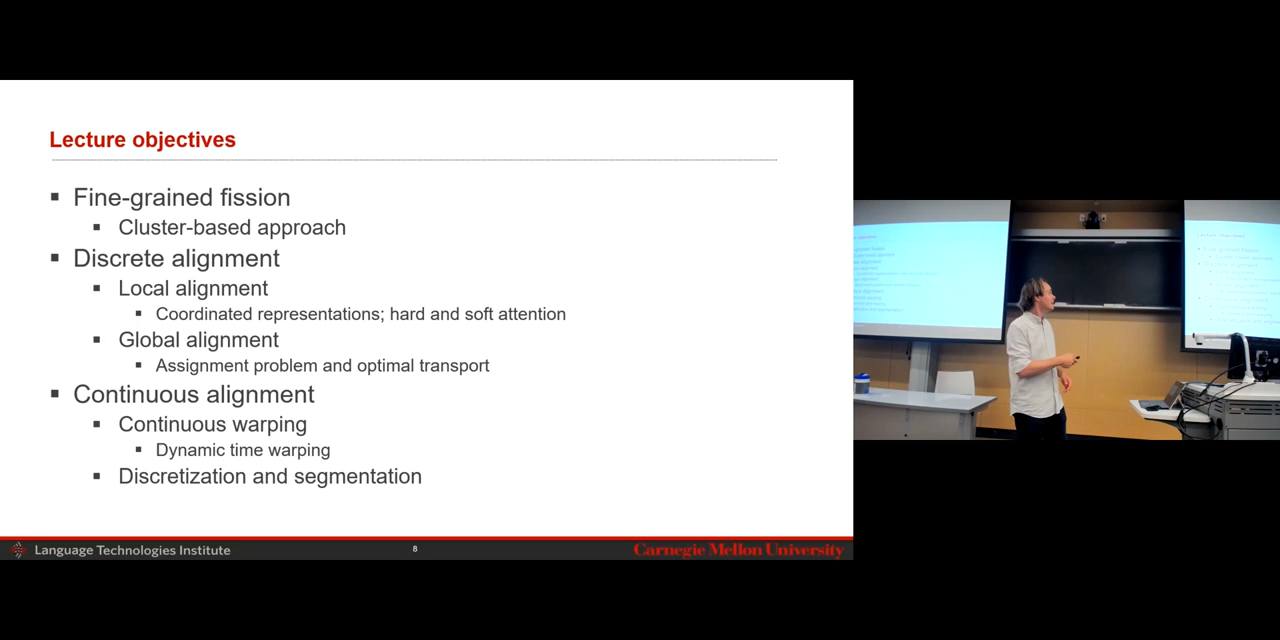 Lecture objectives
▪ Fine-grained fission
▪ Cluster-based approach
▪ Discrete alignment
▪ Local alignment
▪ Coordinated representations; hard and soft attention
▪ Global alignment
▪ Assignment problem and optimal transport
▪ Continuous alignment
▪ Continuous warping
▪ Dynamic time warping
▪ Discretization and segmentation
Language Technologies Institute
8
Carnegie Mellon University
Lecture objectives